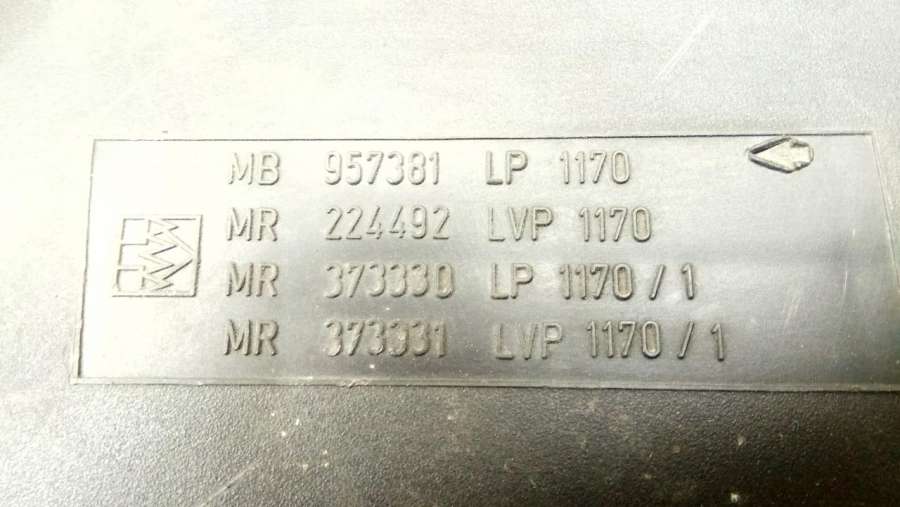 MB 957381 LP 1170
MR 224492 LVP 1170
MR 373330 LP 1170 / 1
MR 373331 LVP 1170 / 1